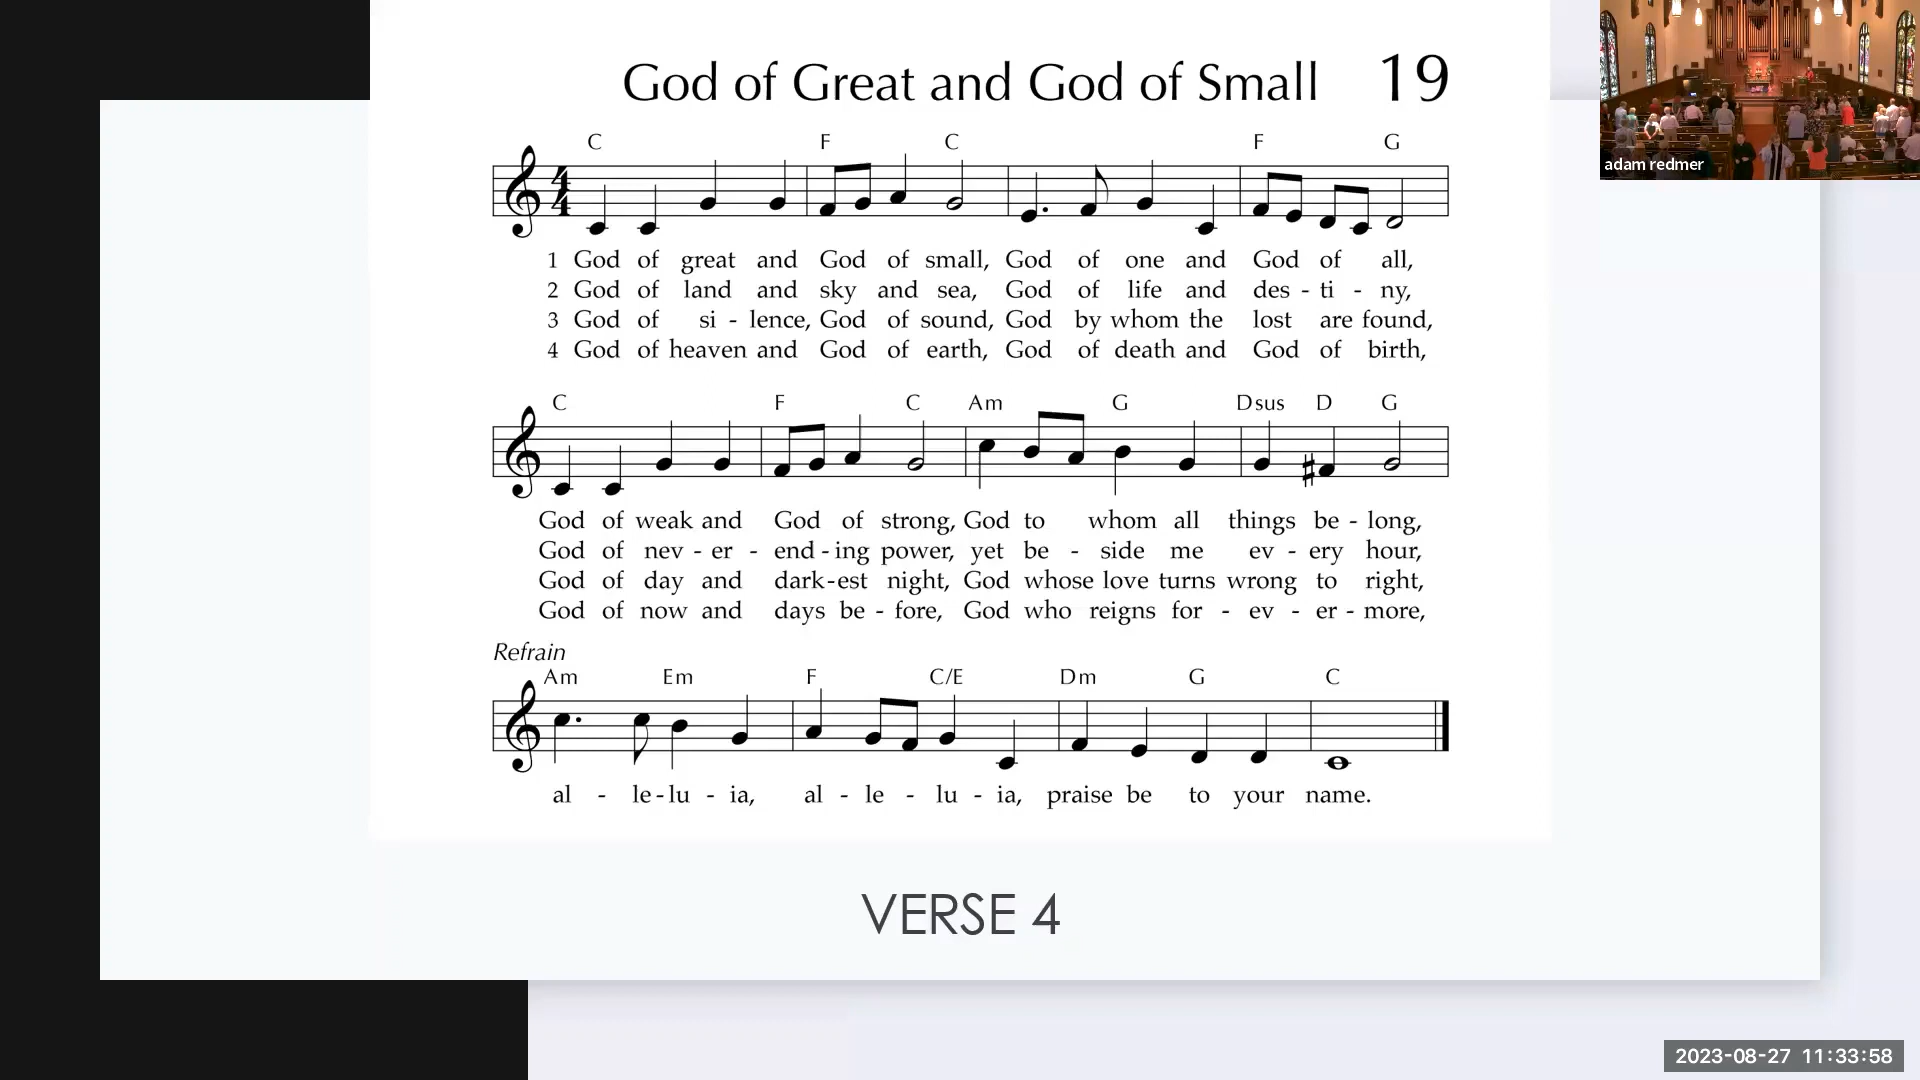 God of Great and God of Small 19
adam redmer
C F C F G
4
4
1 God of great and God of small, God of one and God of all,
2 God of land and sky and sea, God of life and des - ti - ny,
3 God of si - lence, God of sound, God by whom the lost are found,
4 God of heaven and God of earth, God of death and God of birth,
C F C Am G Dsus D G
God of weak and God of strong, God to whom all things be - long,
God of nev - er - end - ing power, yet be - side me ev - ery hour,
God of day and dark - est night, God whose love turns wrong to right,
God of now and days be - fore, God who reigns for - ev - er - more,
Refrain
Am Em F C/E Dm G C
al - le - lu - ia, al - le - lu - ia, praise be to your name.
VERSE 4
2023-08-27 11:33:58